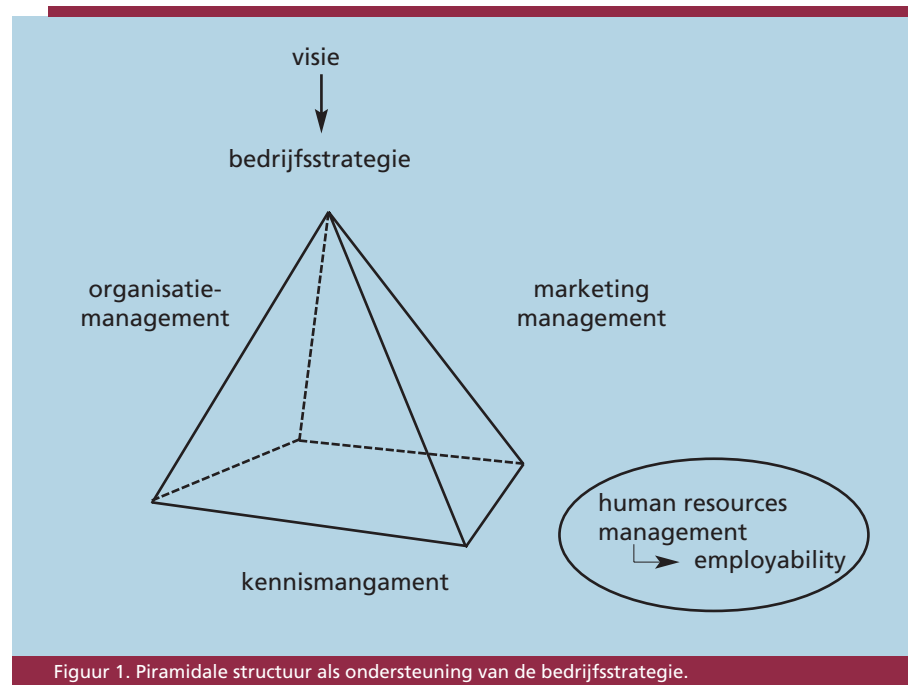 visie
bedrijfsstrategie
organisatie-
management
marketing
management
human resources
management
employability
kennismangament
Figuur 1. Piramidale structuur als ondersteuning van de bedrijfsstrategie.